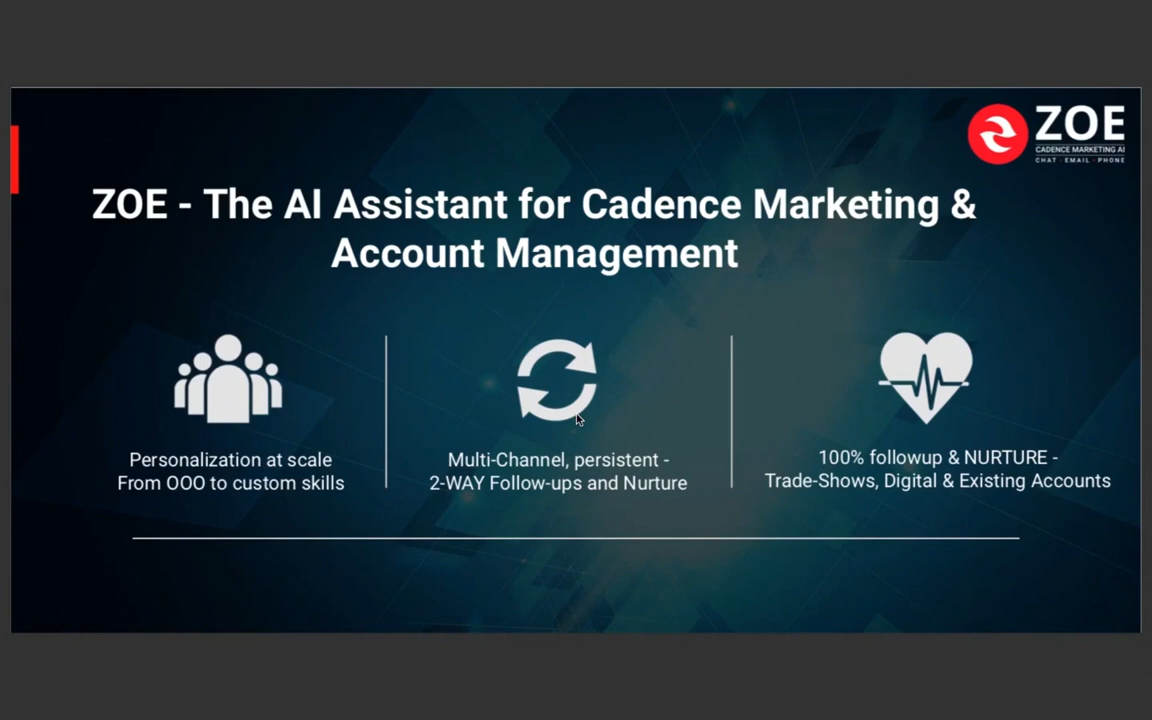 ZOE
CADENCE MARKETING AI
CHAT · EMAIL · PHONE
ZOE - The AI Assistant for Cadence Marketing &
Account Management
Personalization at scale
From OOO to custom skills
Multi-Channel, persistent -
2-WAY Follow-ups and Nurture
100% followup & NURTURE -
Trade-Shows, Digital & Existing Accounts